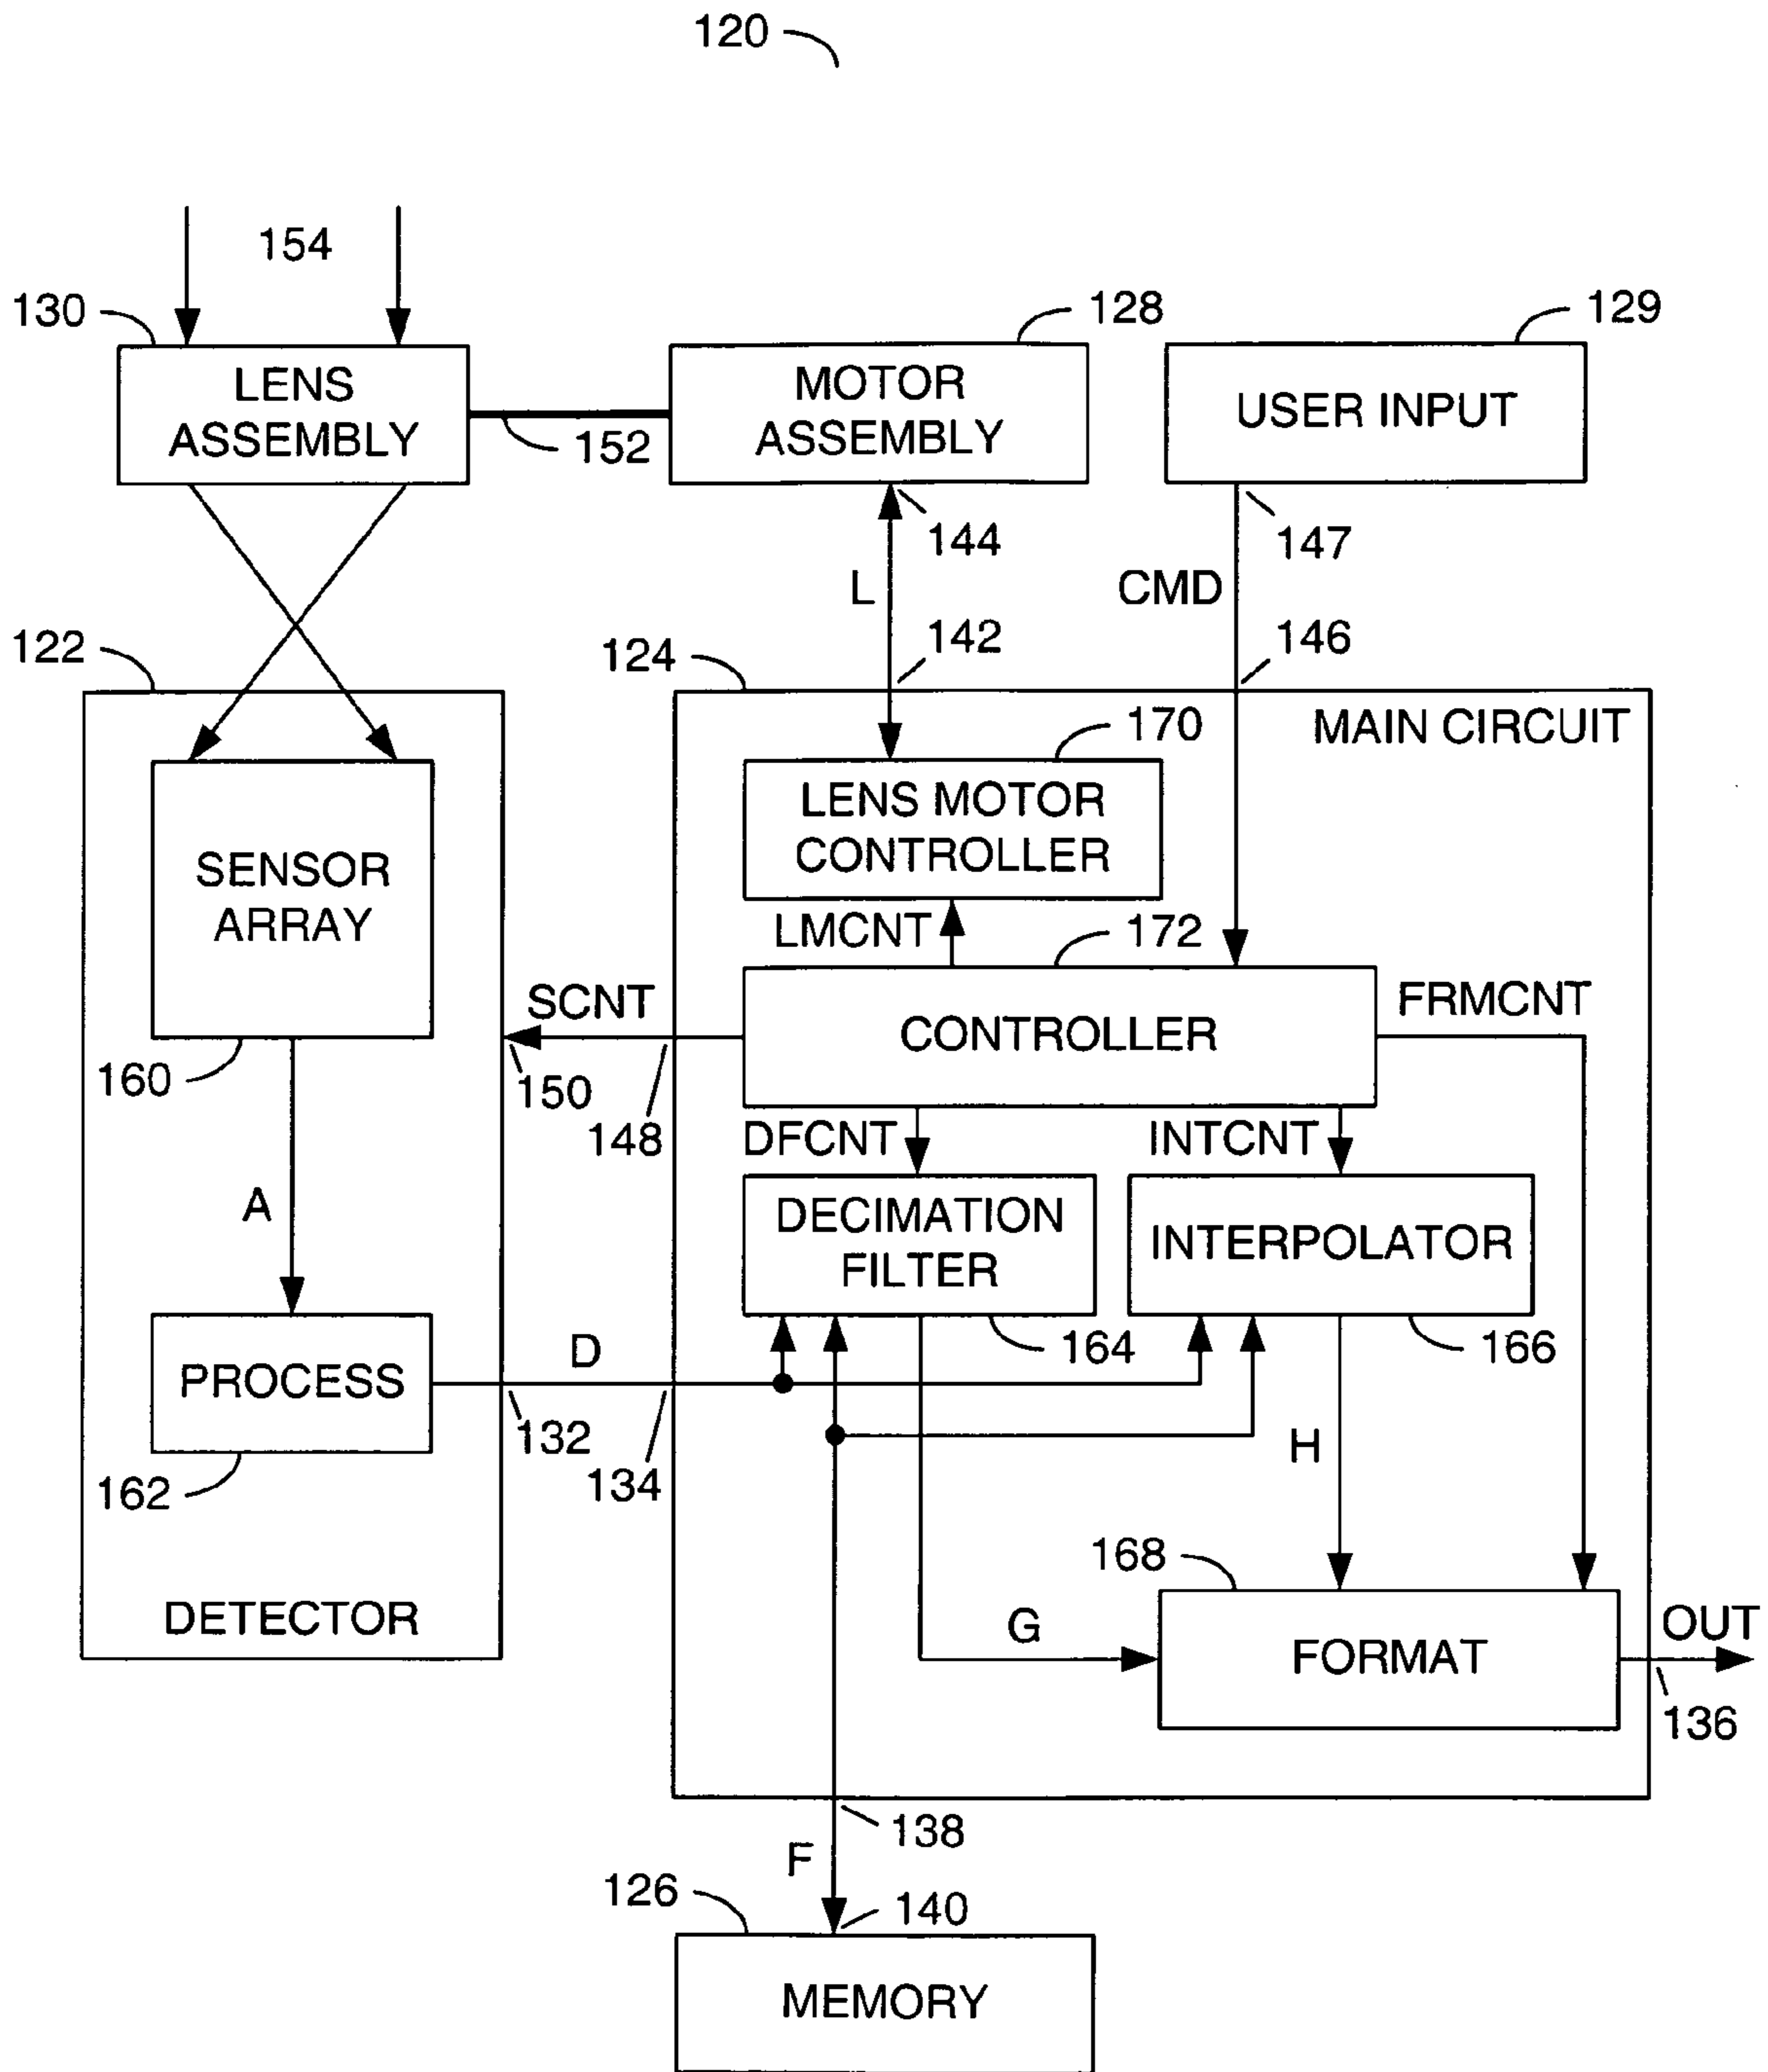 120
154
130
128
129
LENS
ASSEMBLY
MOTOR
ASSEMBLY
USER INPUT
152
144
147
L
CMD
142
146
122
124
MAIN CIRCUIT
170
LENS MOTOR
CONTROLLER
SENSOR
ARRAY
LMCNT
172
SCNT
CONTROLLER
FRMCNT
160
150
148
DFCNT
INTCNT
A
DECIMATION
FILTER
INTERPOLATOR
D
164
166
PROCESS
132
134
162
H
168
DETECTOR
G
FORMAT
OUT
136
138
F
126
140
MEMORY